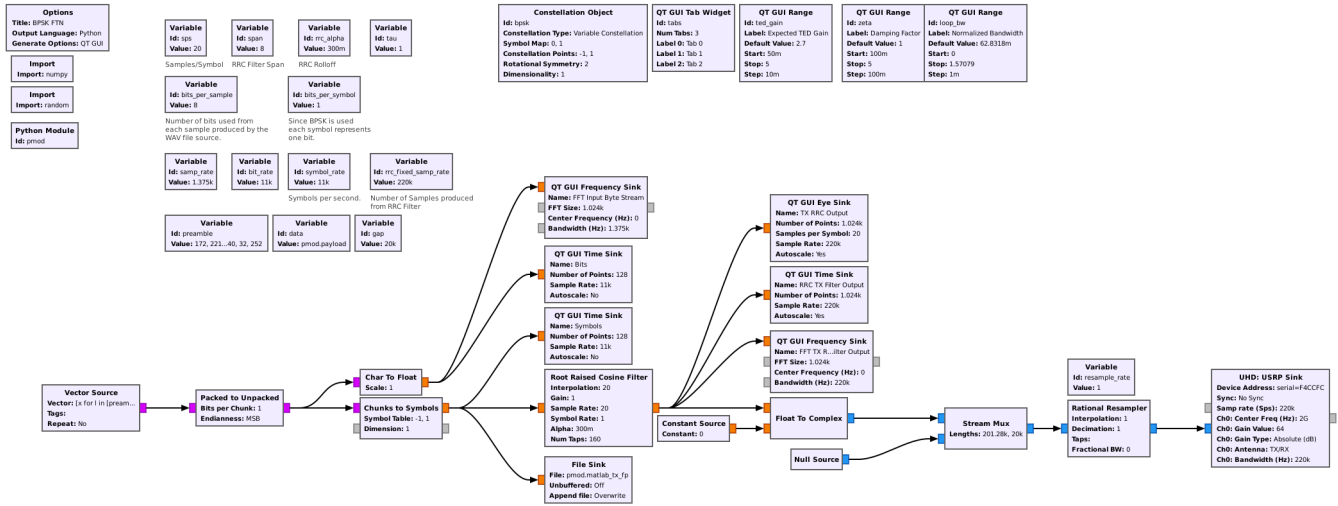 Options
Title: BPSK FTN
Output Language: Python
Generate Options: QT GUI
Import
Import: numpy
Import
Import: random
Python Module
Id: pmod
Variable
Id: sps
Value: 20
Samples/Symbol
Variable
Id: span
Value: 8
RRC Filter Span
Variable
Id: rrc_alpha
Value: 300m
RRC Rolloff
Variable
Id: tau
Value: 1
Variable
Id: bits_per_sample
Value: 8
Number of bits used from
each sample produced by the
WAV file source.
Variable
Id: bits_per_symbol
Value: 1
Since BPSK is used
each symbol represents
one bit.
Variable
Id: samp_rate
Value: 1.375k
Variable
Id: bit_rate
Value: 11k
Variable
Id: symbol_rate
Value: 11k
Symbols per second.
Variable
Id: rrc_fixed_samp_rate
Value: 220k
Number of Samples produced
from RRC Filter
Variable
Id: preamble
Value: 172, 221...40, 32, 252
Variable
Id: data
Value: pmod.payload
Variable
Id: gap
Value: 20k
Constellation Object
Id: bpsk
Constellation Type: Variable Constellation
Symbol Map: 0, 1
Constellation Points: -1, 1
Rotational Symmetry: 2
Dimensionality: 1
QT GUI Tab Widget
Id: tabs
Num Tabs: 3
Label 0: Tab 0
Label 1: Tab 1
Label 2: Tab 2
QT GUI Range
Id: ted_gain
Label: Expected TED Gain
Default Value: 2.7
Start: 50m
Stop: 5
Step: 10m
QT GUI Range
Id: zeta
Label: Damping Factor
Default Value: 1
Start: 100m
Stop: 5
Step: 100m
QT GUI Range
Id: loop_bw
Label: Normalized Bandwidth
Default Value: 62.8318m
Start: 0
Stop: 1.57079
Step: 1m
QT GUI Frequency Sink
Name: FFT Input Byte Stream
FFT Size: 1.024k
Center Frequency (Hz): 0
Bandwidth (Hz): 1.375k
QT GUI Time Sink
Name: Bits
Number of Points: 128
Sample Rate: 11k
Autoscale: No
QT GUI Time Sink
Name: Symbols
Number of Points: 128
Sample Rate: 11k
Autoscale: No
QT GUI Eye Sink
Name: TX RRC Output
Number of Points: 1.024k
Samples per Symbol: 20
Sample Rate: 220k
Autoscale: Yes
QT GUI Time Sink
Name: RRC TX Filter Output
Number of Points: 1.024k
Sample Rate: 220k
Autoscale: Yes
QT GUI Frequency Sink
Name: FFT TX R...ilter Output
FFT Size: 1.024k
Center Frequency (Hz): 0
Bandwidth (Hz): 220k
Vector Source
Vector: [x for l in [pream...
Tags:
Repeat: No
Packed to Unpacked
Bits per Chunk: 1
Endianness: MSB
Char To Float
Scale: 1
Chunks to Symbols
Symbol Table: -1, 1
Dimension: 1
Root Raised Cosine Filter
Interpolation: 20
Gain: 1
Sample Rate: 20
Symbol Rate: 1
Alpha: 300m
Num Taps: 160
File Sink
File: pmod.matlab_tx_fp
Unbuffered: Off
Append file: Overwrite
Constant Source
Constant: 0
Float To Complex
Null Source
Stream Mux
Lengths: 201.28k, 20k
Variable
Id: resample_rate
Value: 1
Rational Resampler
Interpolation: 1
Decimation: 1
Taps:
Fractional BW: 0
UHD: USRP Sink
Device Address: serial=F4CCFC
Sync: No Sync
Samp rate (Sps): 220k
Ch0: Center Freq (Hz): 2G
Ch0: Gain Value: 64
Ch0: Gain Type: Absolute (dB)
Ch0: Antenna: TX/RX
Ch0: Bandwidth (Hz): 220k